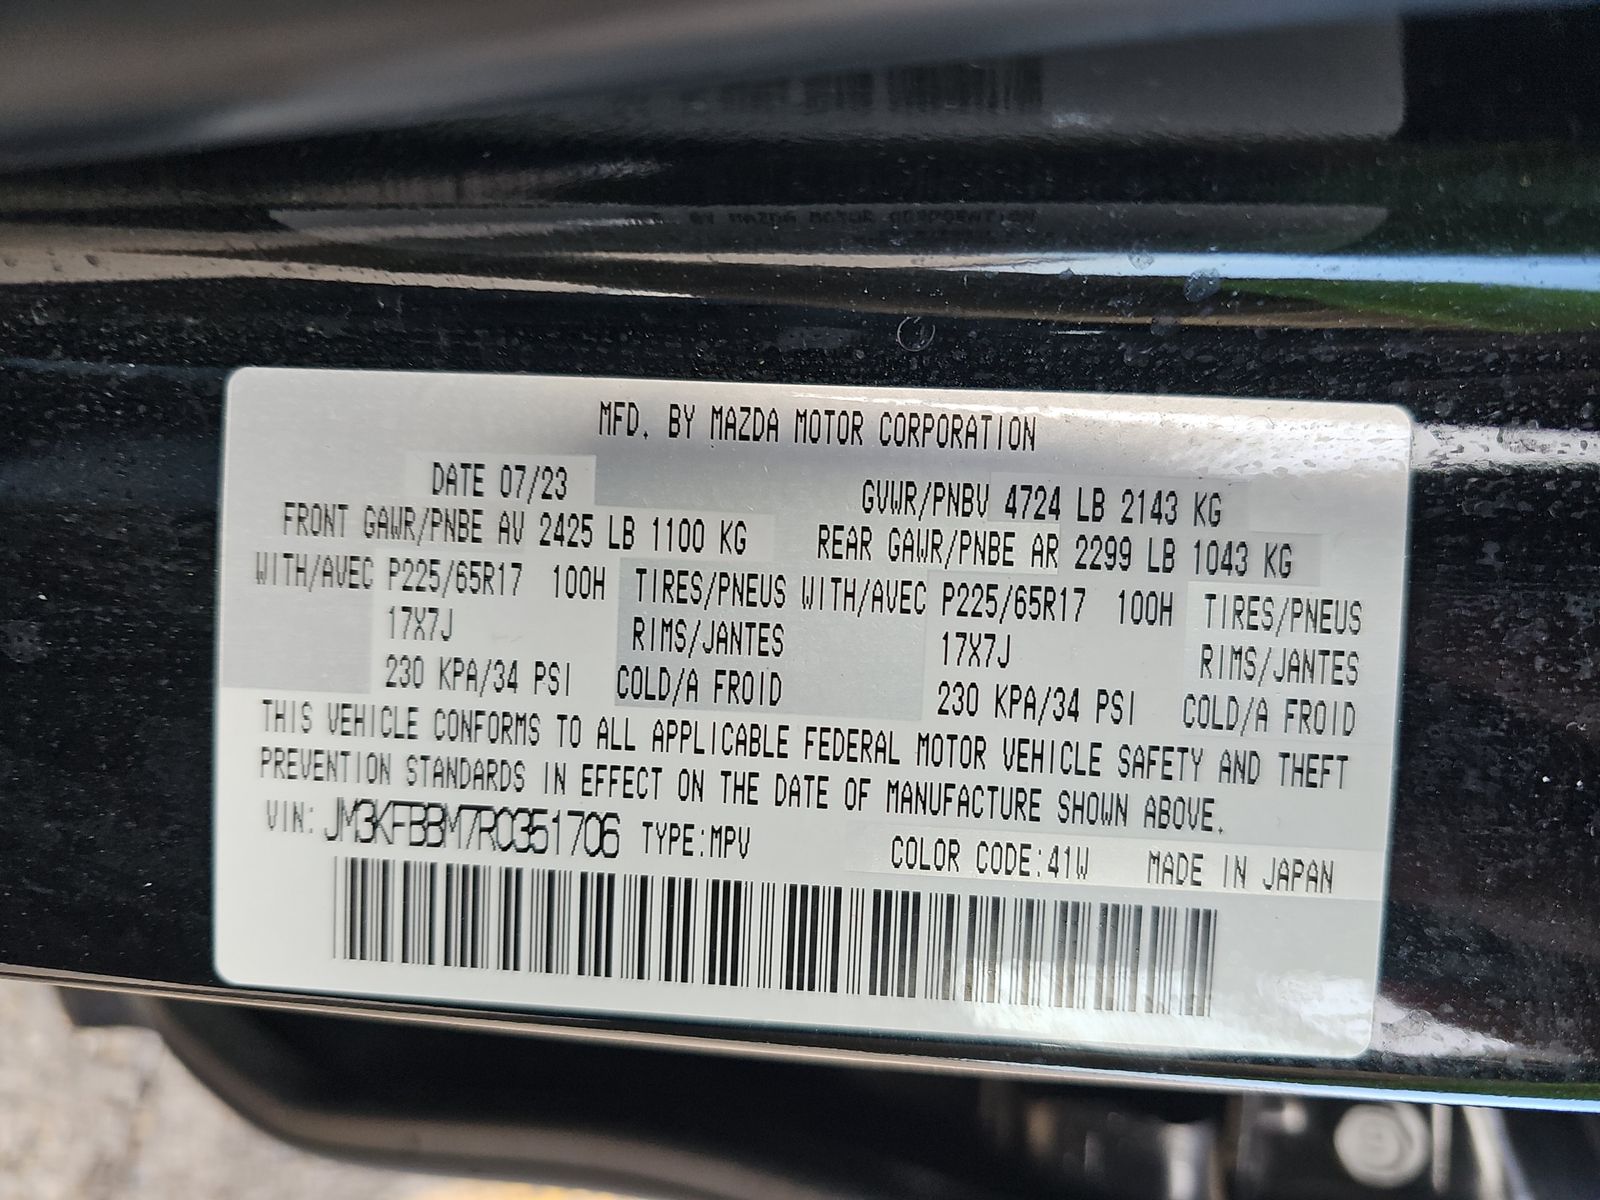 MFD. BY MAZDA MOTOR CORPORATION
DATE 07/23 GVWR/PNBV 4724 LB 2143 KG
FRONT GAWR/PNBE AV 2425 LB 1100 KG REAR GAWR/PNBE AR 2299 LB 1043 KG
WITH/AVEC P225/65R17 100H TIRES/PNEUS WITH/AVEC P225/65R17 100H TIRES/PNEUS
17X7J RIMS/JANTES 17X7J RIMS/JANTES
230 KPA/34 PSI COLD/A FROID 230 KPA/34 PSI COLD/A FROID
THIS VEHICLE CONFORMS TO ALL APPLICABLE FEDERAL MOTOR VEHICLE SAFETY AND THEFT
PREVENTION STANDARDS IN EFFECT ON THE DATE OF MANUFACTURE SHOWN ABOVE.
VIN: JM3KFBBM7R0351706 TYPE:MPV COLOR CODE:41W MADE IN JAPAN